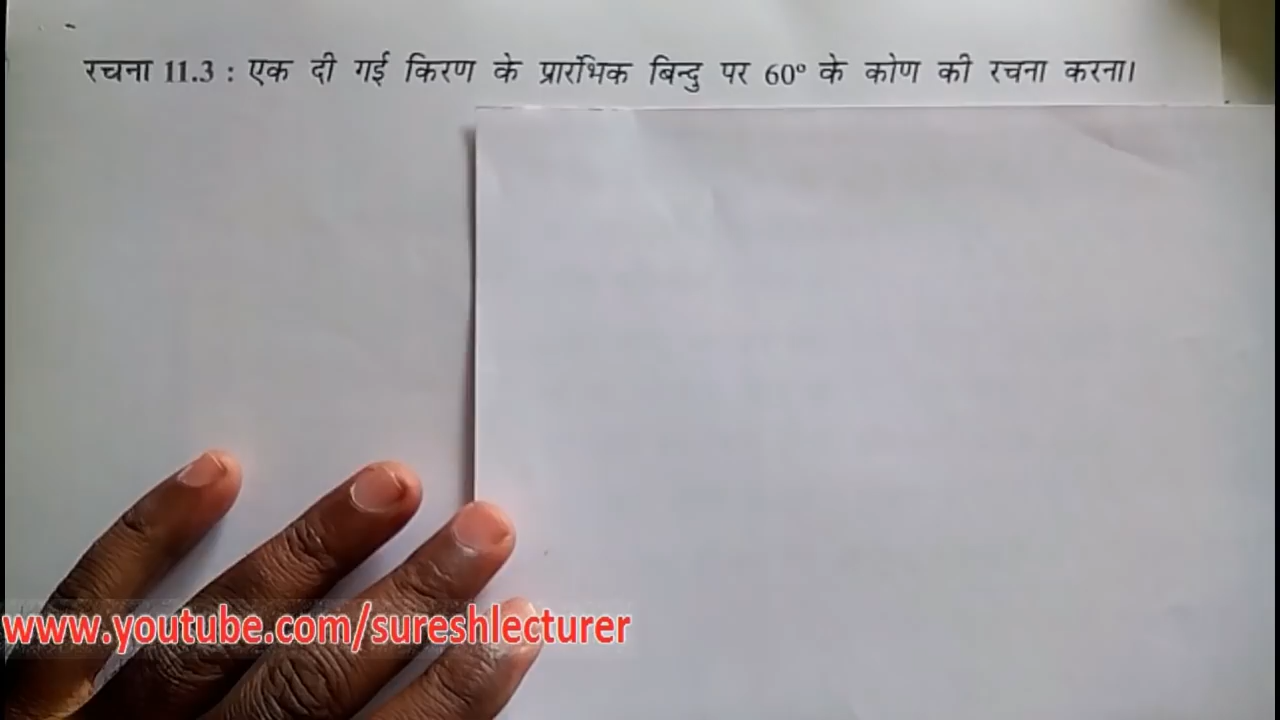 रचना 11.3 : एक दी गई किरण के प्रारंभिक बिन्दु पर 60° के कोण की रचना करना।
www.youtube.com/sureshlecturer